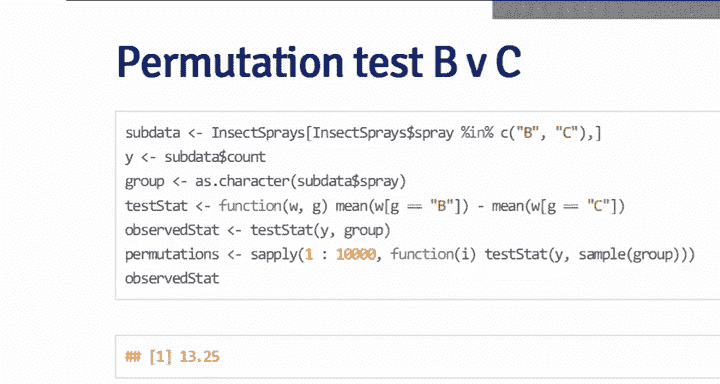 Permutation test B v C
subdata <- InsectSprays[InsectSprays$spray %in% c("B", "C"),]
y <- subdata$count
group <- as.character(subdata$spray)
testStat <- function(w, g) mean(w[g == "B"]) - mean(w[g == "C"])
observedStat <- testStat(y, group)
permutations <- sapply(1 : 10000, function(i) testStat(y, sample(group)))
observedStat
## [1] 13.25